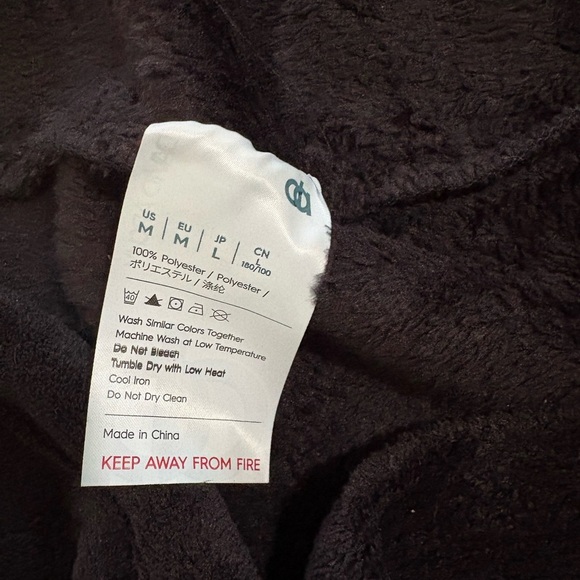 US EU JP CN
M M L L
180/100
100% Polyester / Polyester /
ポリエステル / 涤纶
40
Wash Similar Colors Together
Machine Wash at Low Temperature
Do Not Bleach
Tumble Dry with Low Heat
Cool Iron
Do Not Dry Clean
Made in China
KEEP AWAY FROM FIRE